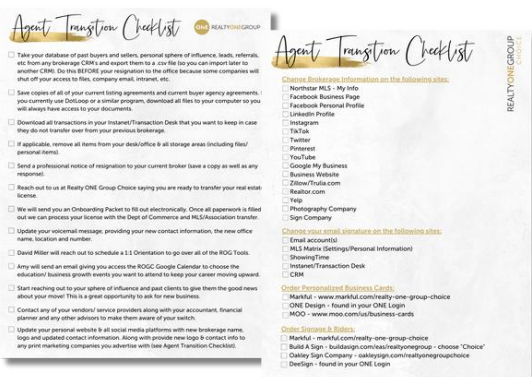 Agent Transition Checklist
ONE REALTYONEGROUP
Take your database of past buyers and sellers, personal sphere of influence, leads, referrals,
etc from any brokerage CRM's and export them to a .csv file (so you can import later to
another CRM). Do this BEFORE your resignation to the office because some companies will
shut off your access to files, company email, intranet, etc.
Save copies of all of your current listing agreements and current buyer agency agreements.
you currently use DotLoop or a similar program, download all files to your computer so you
will always have access to your documents.
Download all transactions in your Instanet/Transaction Desk that you want to keep in case
they do not transfer over from your previous brokerage.
If applicable, remove all items from your desk/office & all storage areas (including files/
personal items).
Send a professional notice of resignation to your current broker (save a copy as well as any
response).
Reach out to us at Realty ONE Group Choice saying you are ready to transfer your real estat
license.
We will send you an Onboarding Packet to fill out electronically. Once all paperwork is filled
out we can process your license with the Dept of Commerce and MLS/Association transfer.
Update your voicemail message, providing your new contact information, the new office
name, location and number.
David Miller will reach out to schedule a 1:1 Orientation to go over all of the ROG Tools.
Amy will send an email giving you access the ROGC Google Calendar to choose the
education/ business growth events you want to attend to keep your career moving upward.
Start reaching out to your sphere of influence and past clients to give them the good news
about your move! This is a great opportunity to ask for new business.
Contact any of your vendors/ service providers along with your accountant, financial
planner and any other advisors to make them aware of your switch.
Update your personal website & all social media platforms with new brokerage name,
logo and updated contact information. Along with provide new logo & contact info to
any print marketing companies you advertise with (see Agent Transition Checklist).
Agent Transition Checklist
REALTYONEGROUP
CHOICE
Change Brokerage Information on the following sites:
Northstar MLS - My Info
Facebook Business Page
Facebook Personal Profile
LinkedIn Profile
Instagram
TikTok
Twitter
Pinterest
YouTube
Google My Business
Business Website
Zillow/Trulia.com
Realtor.com
Yelp
Photography Company
Sign Company
Change your email signature on the following sites:
Email account(s)
MLS Matrix (Settings/Personal Information)
ShowingTime
Instanet/Transaction Desk
CRM
Order Personalized Business Cards:
Markful - www.markful.com/realty-one-group-choice
ONE Design - found in your ONE Login
MOO - www.moo.com/us/business-cards
Order Signage & Riders:
Markful - markful.com/realty-one-group-choice
Build A Sign - buildasign.com/eas/realtyonegroup - choose "Choice"
Oakley Sign Company - oakleysign.com/realtyonegroupchoice
DeeSign - found in your ONE Login